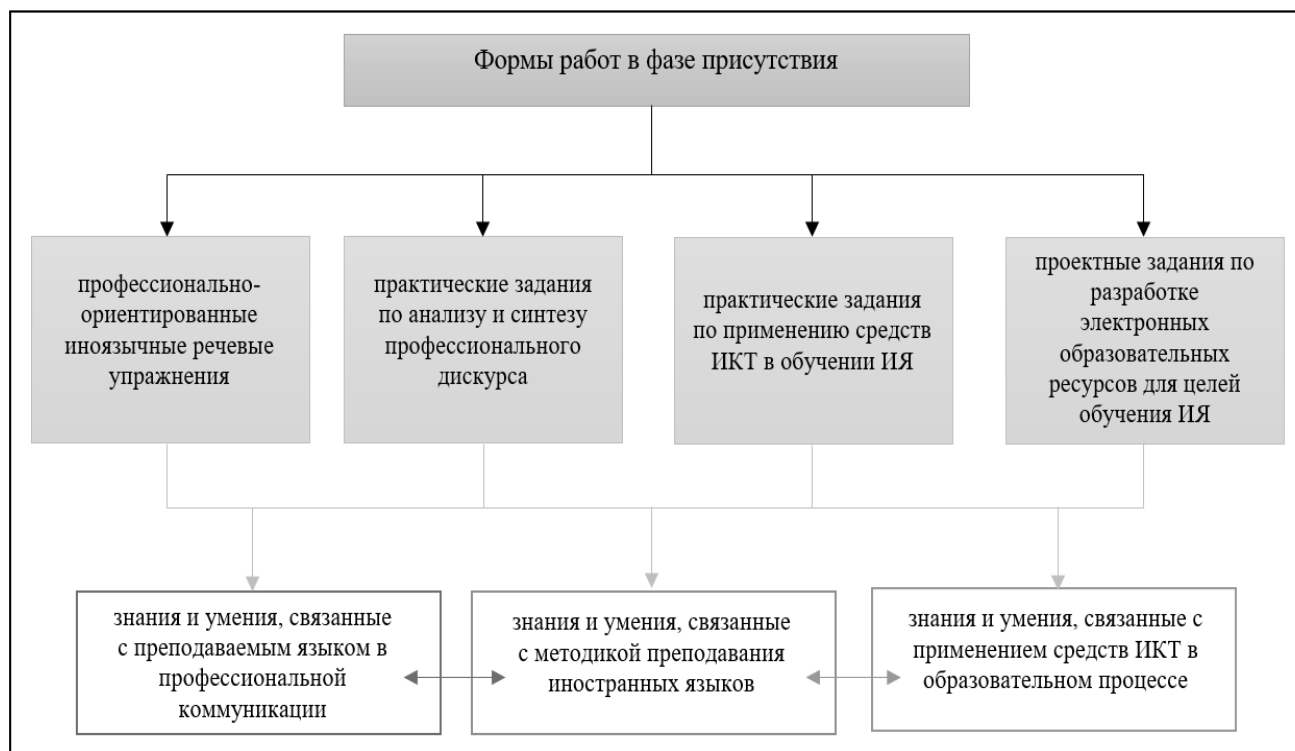 Формы работ в фазе присутствия
профессионально-
ориентированные
иноязычные речевые
упражнения
практические задания
по анализу и синтезу
профессионального
дискурса
практические задания
по применению средств
ИКТ в обучении ИЯ
проектные задания по
разработке
электронных
образовательных
ресурсов для целей
обучения ИЯ
знания и умения, связанные
с преподаваемым языком в
профессиональной
коммуникации
знания и умения, связанные
с методикой преподавания
иностранных языков
знания и умения, связанные с
применением средств ИКТ в
образовательном процессе